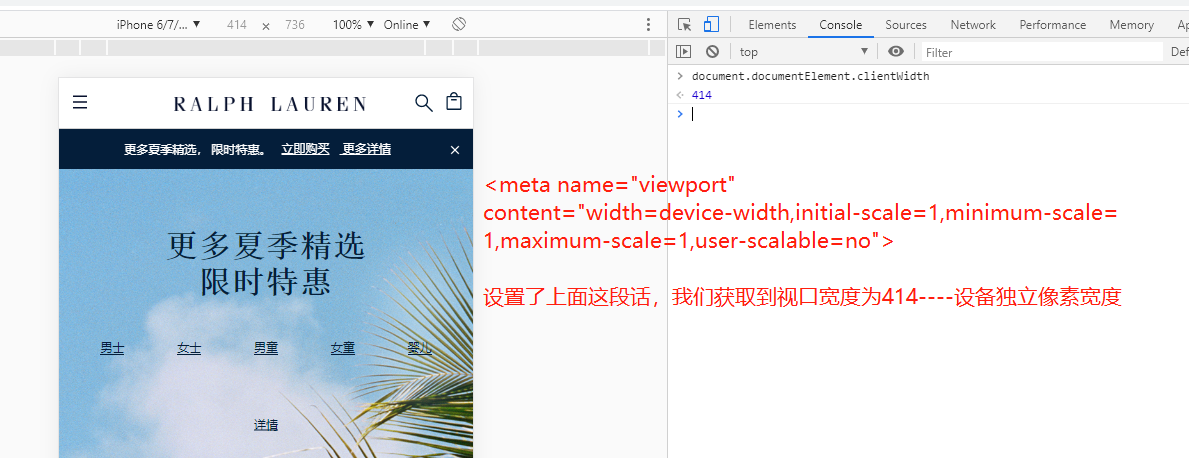 iPhone 6/7/... ▼ 414 × 736 100% ▼ Online ▼
Elements Console Sources Network Performance Memory
top ▼ Filter Def
> document.documentElement.clientWidth
414
>
RALPH LAUREN
更多夏季精选， 限时特惠。 立即购买 更多详情 ×
<meta name="viewport"
content="width=device-width,initial-scale=1,minimum-scale=
1,maximum-scale=1,user-scalable=no">
更多夏季精选
限时特惠
设置了上面这段话，我们获取到视口宽度为414----设备独立像素宽度
男士 女士 男童 女童 婴儿
详情